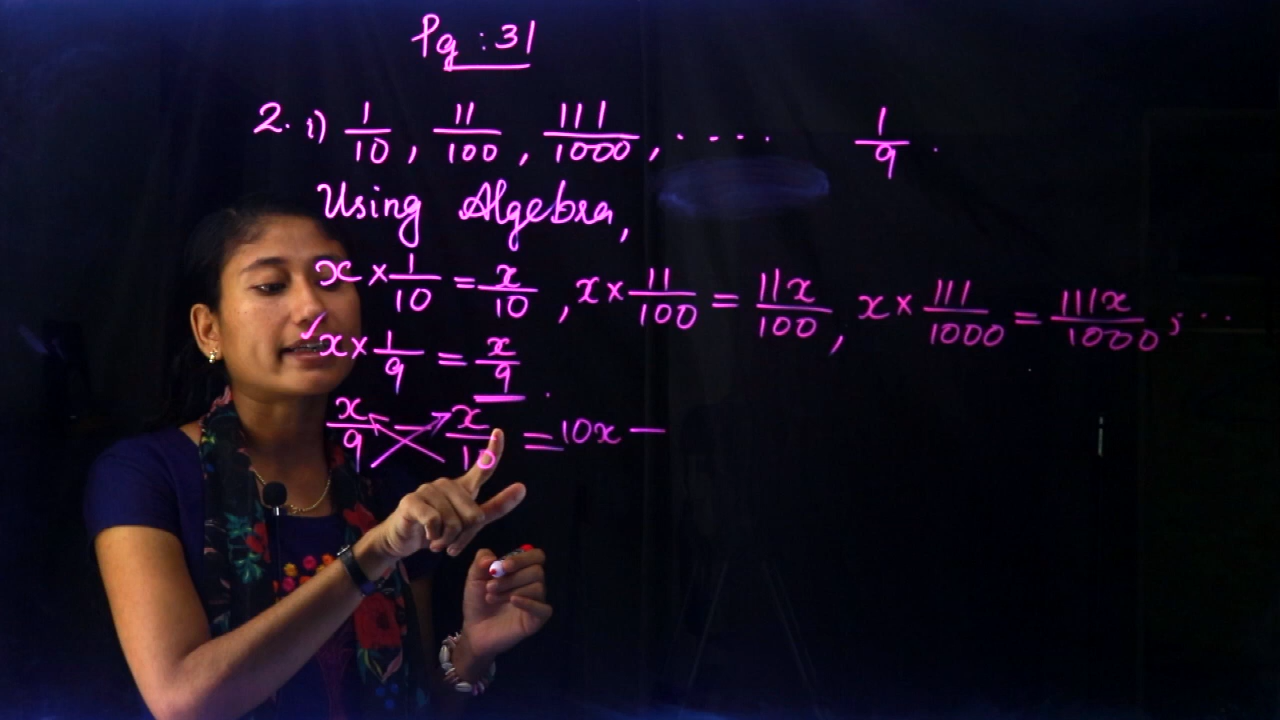 Pg : 31
2. i) 1/10, 11/100, 111/1000, .... 1/9.
Using Algebra,
x × 1/10 = x/10, x × 11/100 = 11x/100, x × 111/1000 = 111x/1000, ...
x × 1/9 = x/9.
x/9 x/10 = 10x —